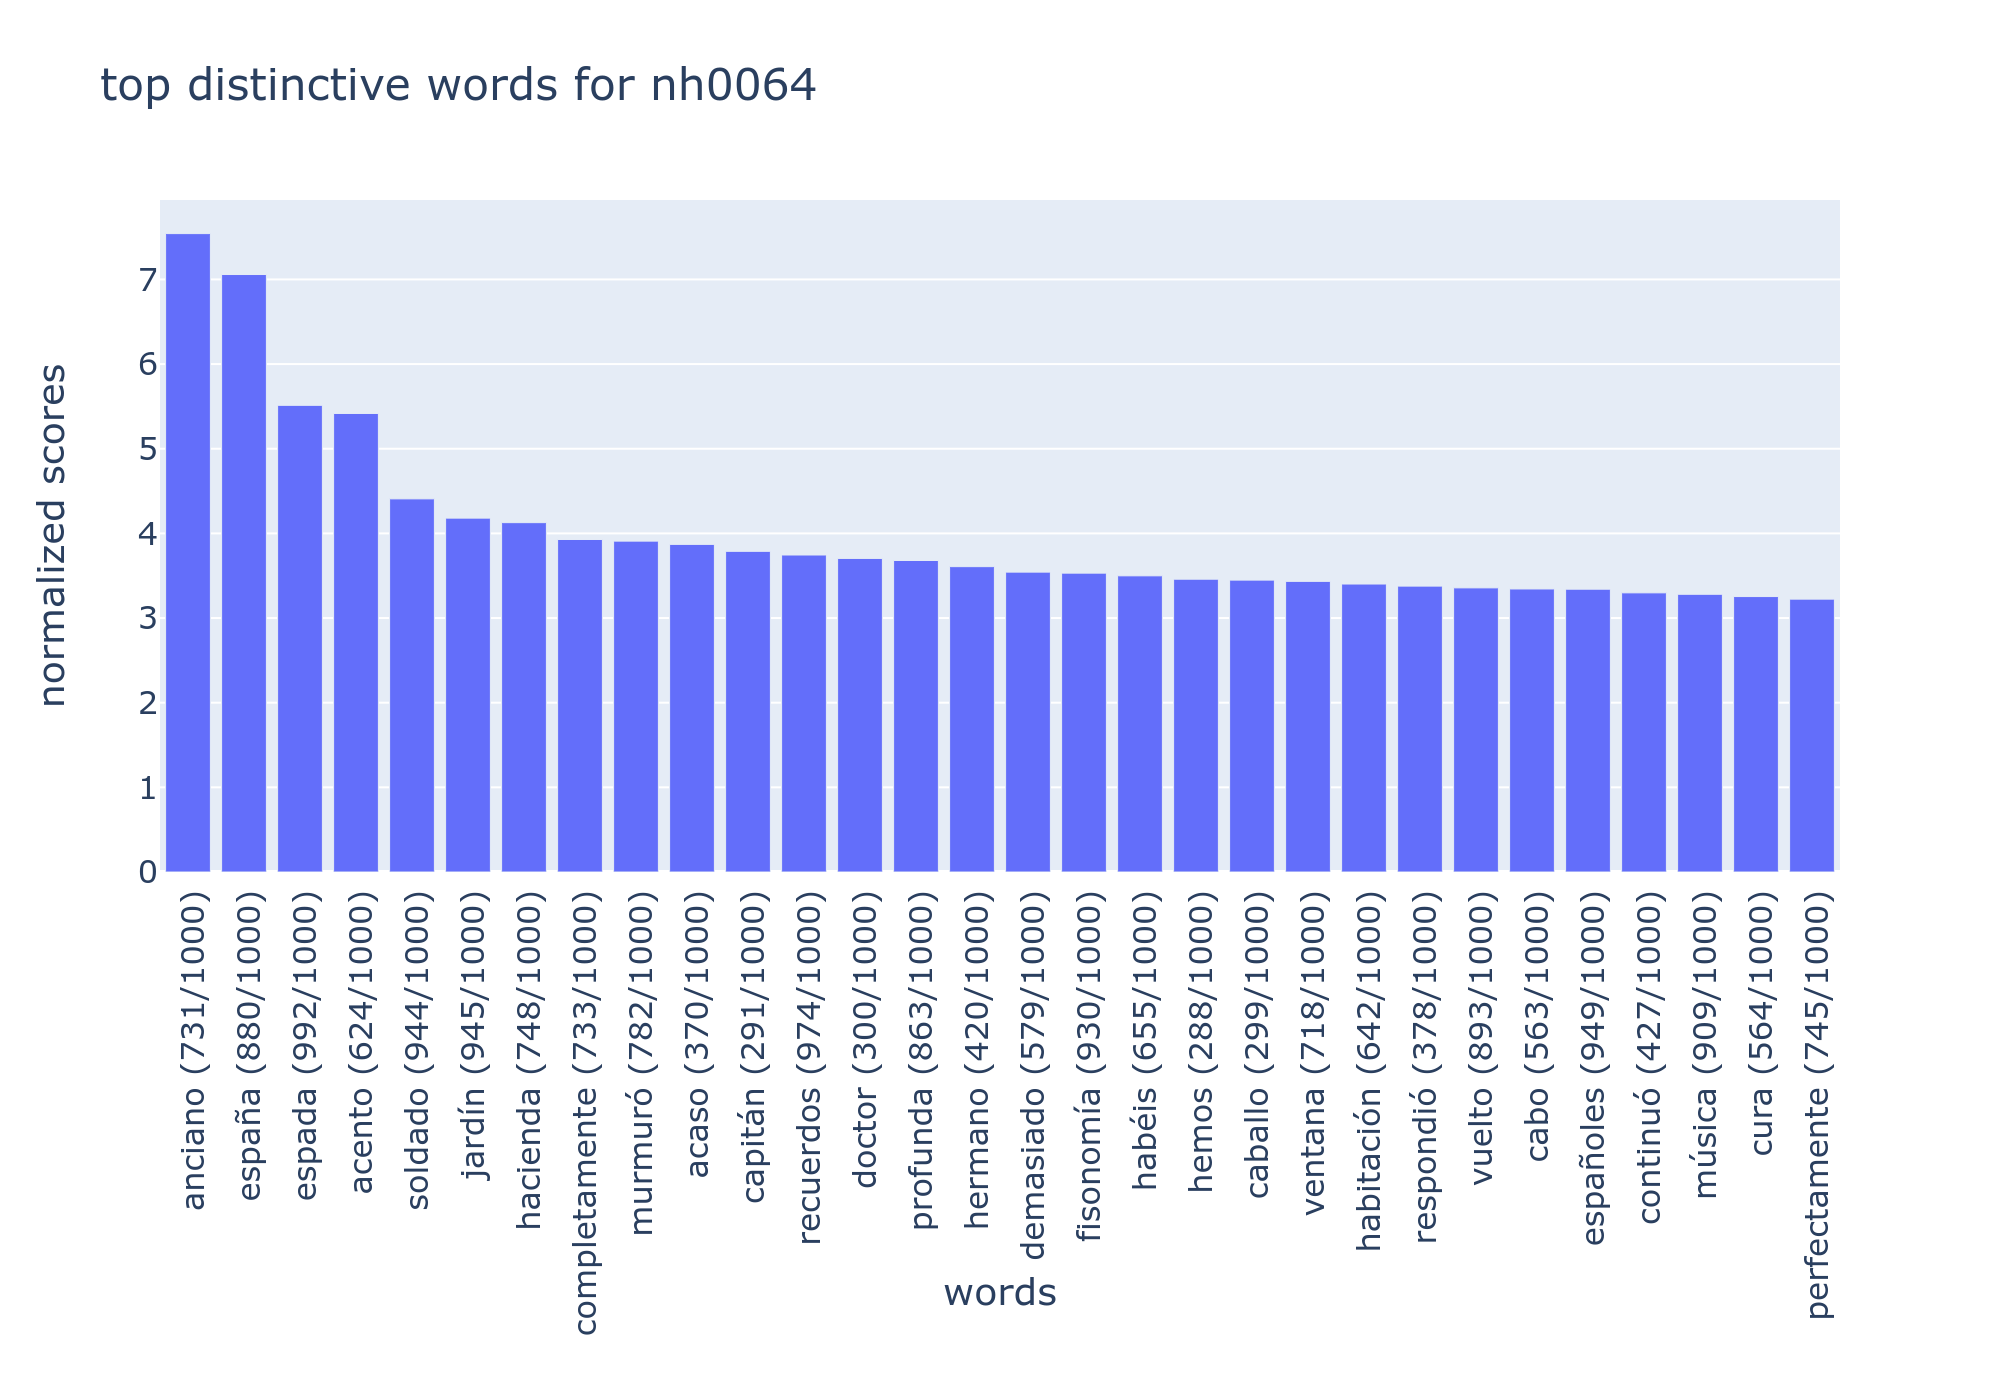 top distinctive words for nh0064
normalized scores
7
6
5
4
3
2
1
0
anciano (731/1000)
españa (880/1000)
espada (992/1000)
acento (624/1000)
soldado (944/1000)
jardín (945/1000)
hacienda (748/1000)
completamente (733/1000)
murmuró (782/1000)
acaso (370/1000)
capitán (291/1000)
recuerdos (974/1000)
doctor (300/1000)
profunda (863/1000)
hermano (420/1000)
demasiado (579/1000)
fisonomía (930/1000)
habéis (655/1000)
hemos (288/1000)
caballo (299/1000)
ventana (718/1000)
habitación (642/1000)
respondió (378/1000)
vuelto (893/1000)
cabo (563/1000)
españoles (949/1000)
continuó (427/1000)
música (909/1000)
cura (564/1000)
perfectamente (745/1000)
words